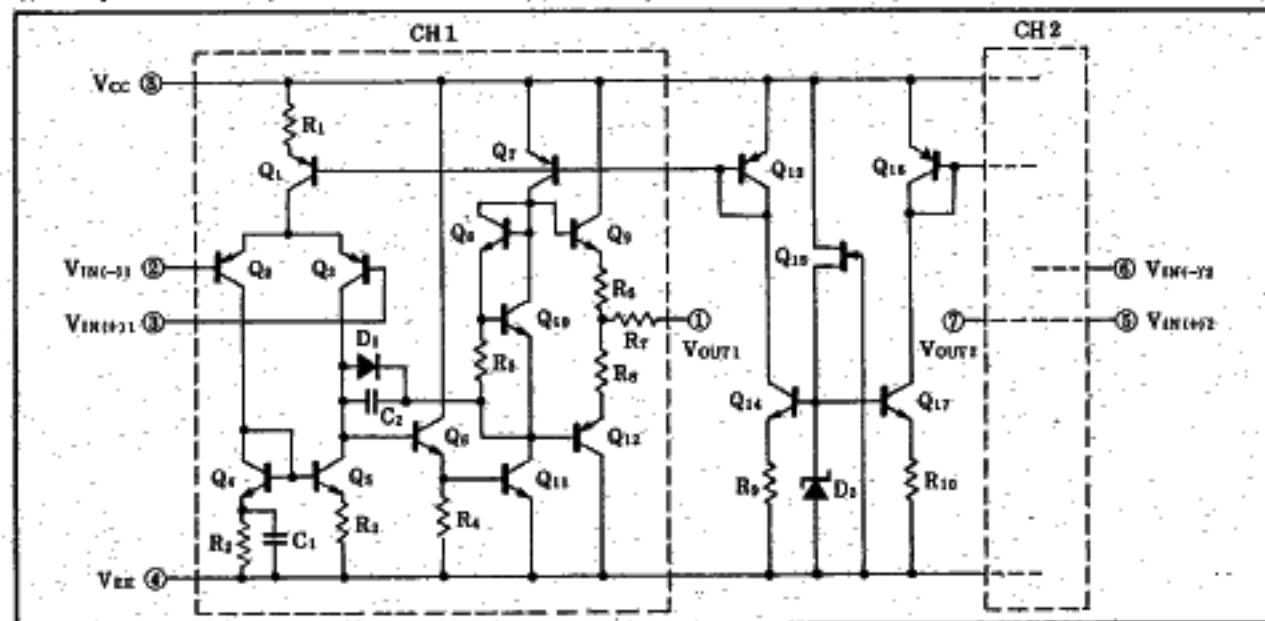 CH 1
CH 2
VCC ⑧
R1
Q1
Q7
Q13
Q16
Q8
Q9
VIN(-)1 ②
Q2
Q3
Q15
⑥ VIN(-)2
R6
VIN(+)1 ③
Q10
R7
①
VOUT1
⑦
VOUT2
⑤ VIN(+)2
D1
R5
R8
C2
Q14
Q17
Q6
Q12
Q4
Q5
Q11
R9
D2
R10
R2
C1
R3
R4
VEE ④